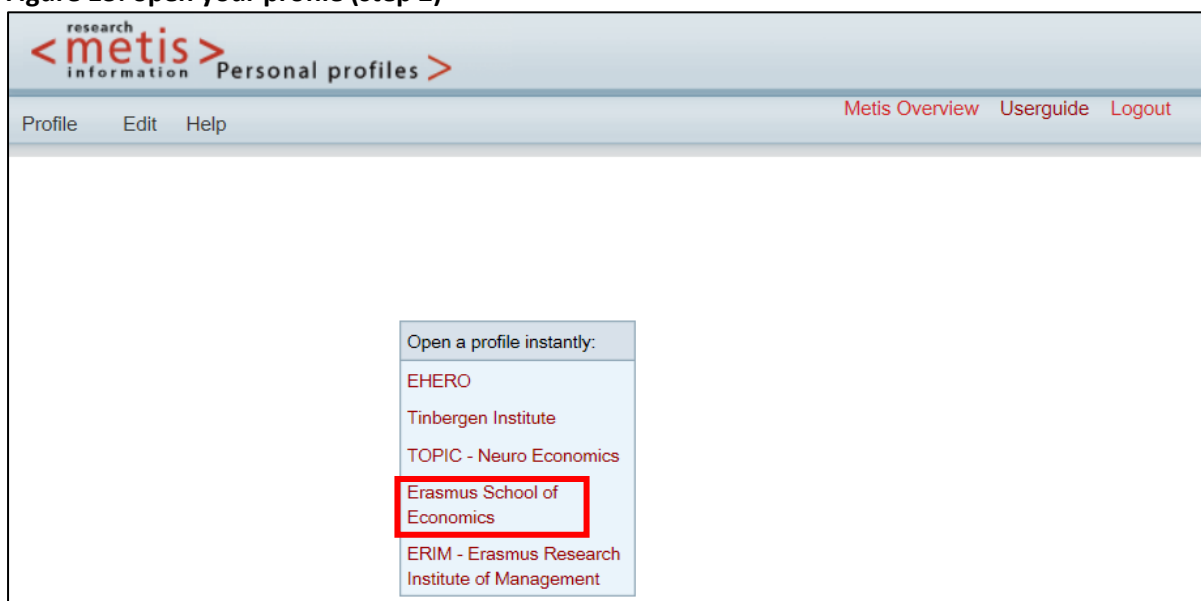 research
<metis>
information Personal profiles >
Metis Overview Userguide Logout
Profile Edit Help
Open a profile instantly:
EHERO
Tinbergen Institute
TOPIC - Neuro Economics
Erasmus School of
Economics
ERIM - Erasmus Research
Institute of Management